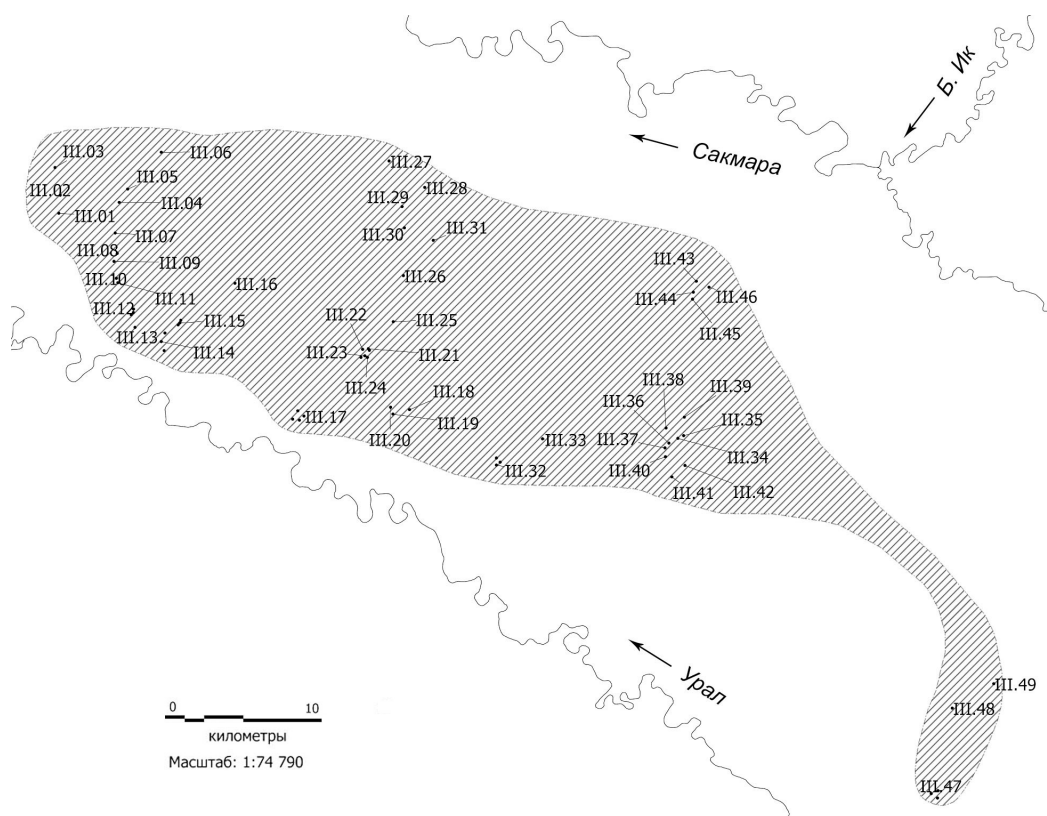 Б. Ик
Сакмара
III.03
III.06
III.27
III.02
III.05
III.28
III.29
III.01
III.04
III.07
III.30
III.31
III.08
III.09
III.43
III.10
III.16
III.26
III.11
III.44
III.46
III.12
III.22
III.25
III.45
III.15
III.13
III.14
III.23
III.21
III.24
III.38
III.39
III.18
III.36
III.17
III.35
III.20
III.19
III.37
III.33
III.34
III.40
III.32
III.41
III.42
Урал
III.49
III.48
III.47
0 10
километры
Масштаб: 1:74 790